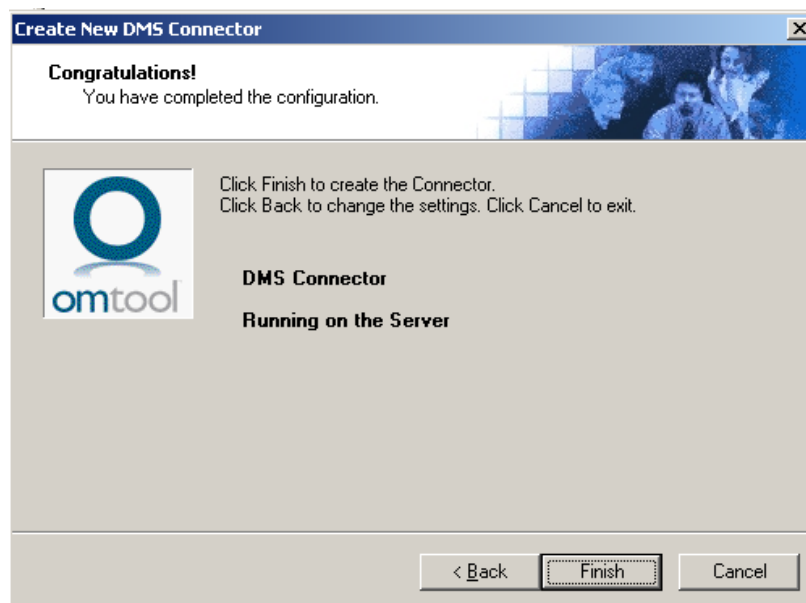 Create New DMS Connector
Congratulations!
You have completed the configuration.
Click Finish to create the Connector.
Click Back to change the settings. Click Cancel to exit.
omtool
DMS Connector
Running on the Server
< Back
Finish
Cancel